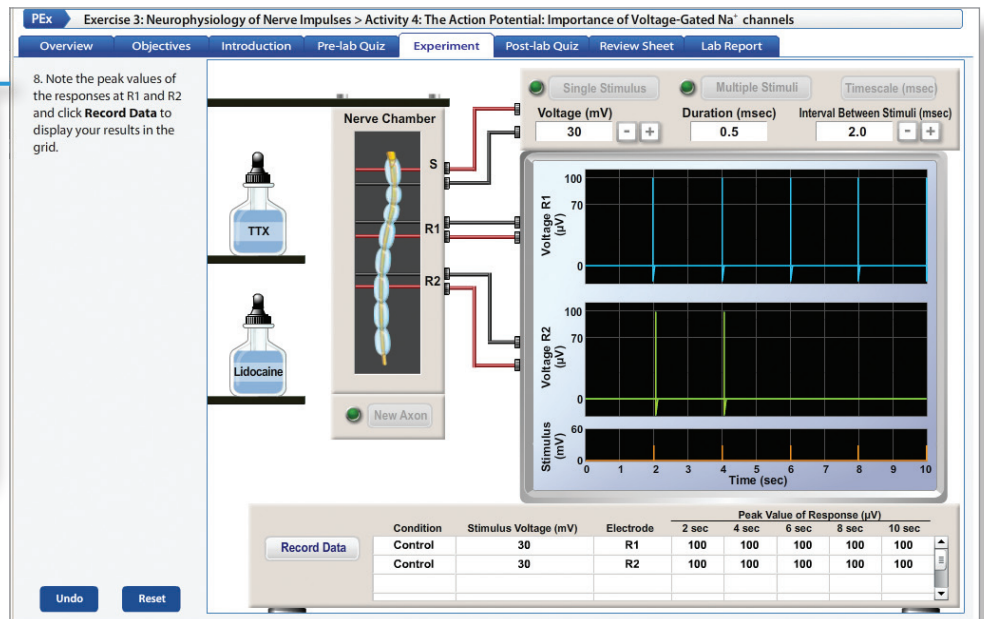 PEx Exercise 3: Neurophysiology of Nerve Impulses > Activity 4: The Action Potential: Importance of Voltage-Gated Na⁺ channels
Overview Objectives Introduction Pre-lab Quiz Experiment Post-lab Quiz Review Sheet Lab Report
8. Note the peak values of
the responses at R1 and R2
and click Record Data to
display your results in the
grid.
TTX
Lidocaine
Nerve Chamber
S
R1
R2
New Axon
Single Stimulus Multiple Stimuli Timescale (msec)
Voltage (mV) Duration (msec) Interval Between Stimuli (msec)
30 - + 0.5 2.0 - +
Voltage R1
(µV)
100
70
0
Voltage R2
(µV)
100
70
0
Stimulus
(mV)
60
0
0 1 2 3 4 5 6 7 8 9 10
Time (sec)
Record Data
Peak Value of Response (µV)
Condition Stimulus Voltage (mV) Electrode 2 sec 4 sec 6 sec 8 sec 10 sec
Control 30 R1 100 100 100 100 100
Control 30 R2 100 100 100 100 100
Undo Reset